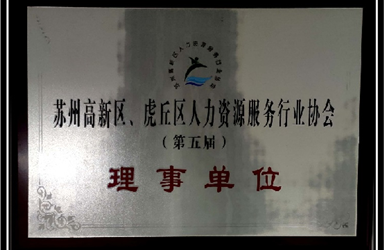 苏州高新区、虎丘区人力资源服务行业协会
（第五届）
理事单位